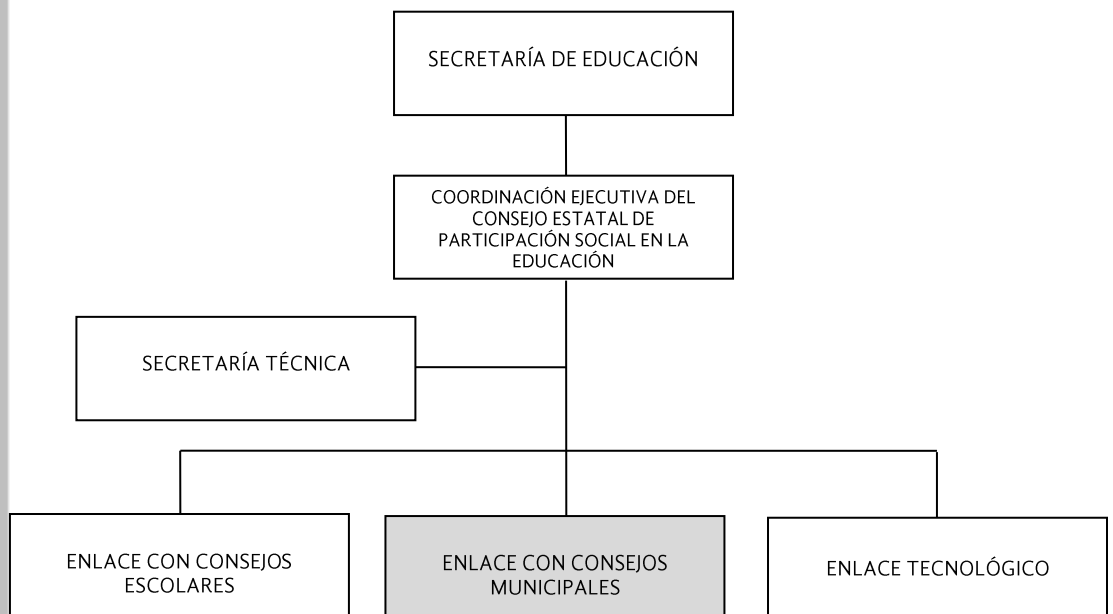 SECRETARÍA DE EDUCACIÓN
COORDINACIÓN EJECUTIVA DEL
CONSEJO ESTATAL DE
PARTICIPACIÓN SOCIAL EN LA
EDUCACIÓN
SECRETARÍA TÉCNICA
ENLACE CON CONSEJOS
ESCOLARES
ENLACE CON CONSEJOS
MUNICIPALES
ENLACE TECNOLÓGICO